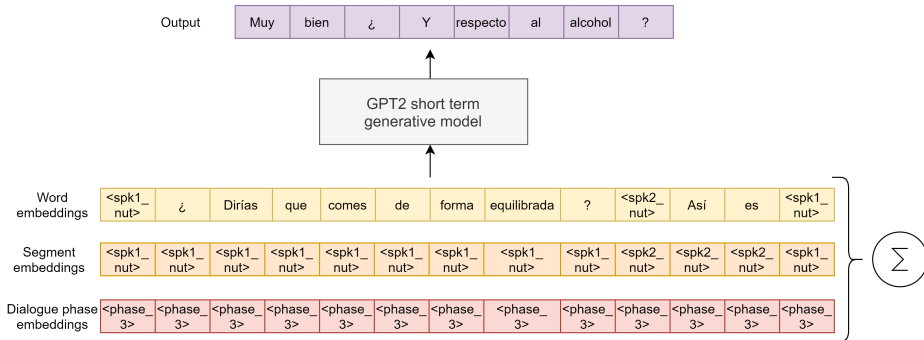 Output Muy bien ¿ Y respecto al alcohol ?
GPT2 short term
generative model
Word
embeddings
<spk1_
nut> ¿ Dirías que comes de forma equilibrada ? <spk2_
nut> Así es <spk1_
nut>
Segment
embeddings
<spk1_
nut> <spk1_
nut> <spk1_
nut> <spk1_
nut> <spk1_
nut> <spk1_
nut> <spk1_
nut> <spk1_
nut> <spk1_
nut> <spk2_
nut> <spk2_
nut> <spk2_
nut> <spk1_
nut>
Dialogue phase
embeddings
<phase_
3> <phase_
3> <phase_
3> <phase_
3> <phase_
3> <phase_
3> <phase_
3> <phase_
3> <phase_
3> <phase_
3> <phase_
3> <phase_
3> <phase_
3>
∑